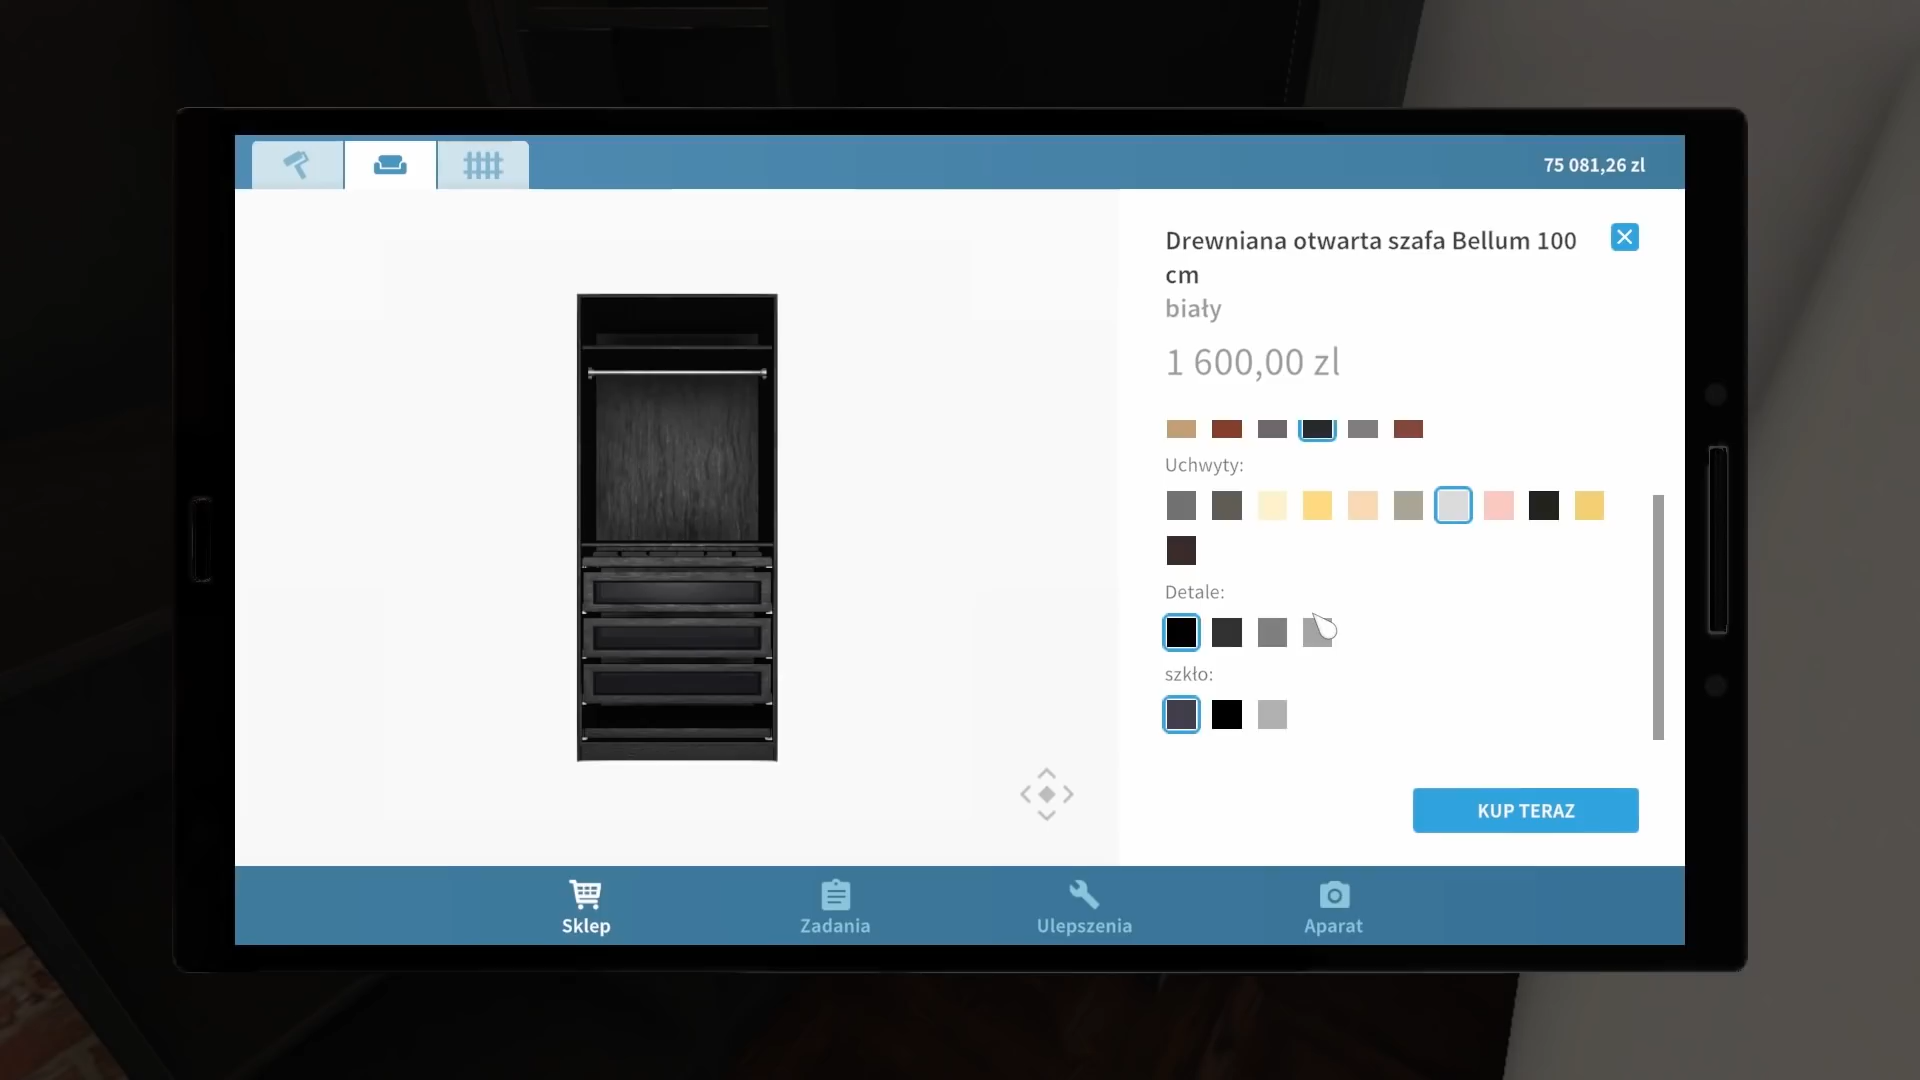 75 081,26 zl
Drewniana otwarta szafa Bellum 100
cm
biały
1 600,00 zl
Uchwyty:
Detale:
szkło:
KUP TERAZ
Sklep
Zadania
Ulepszenia
Aparat